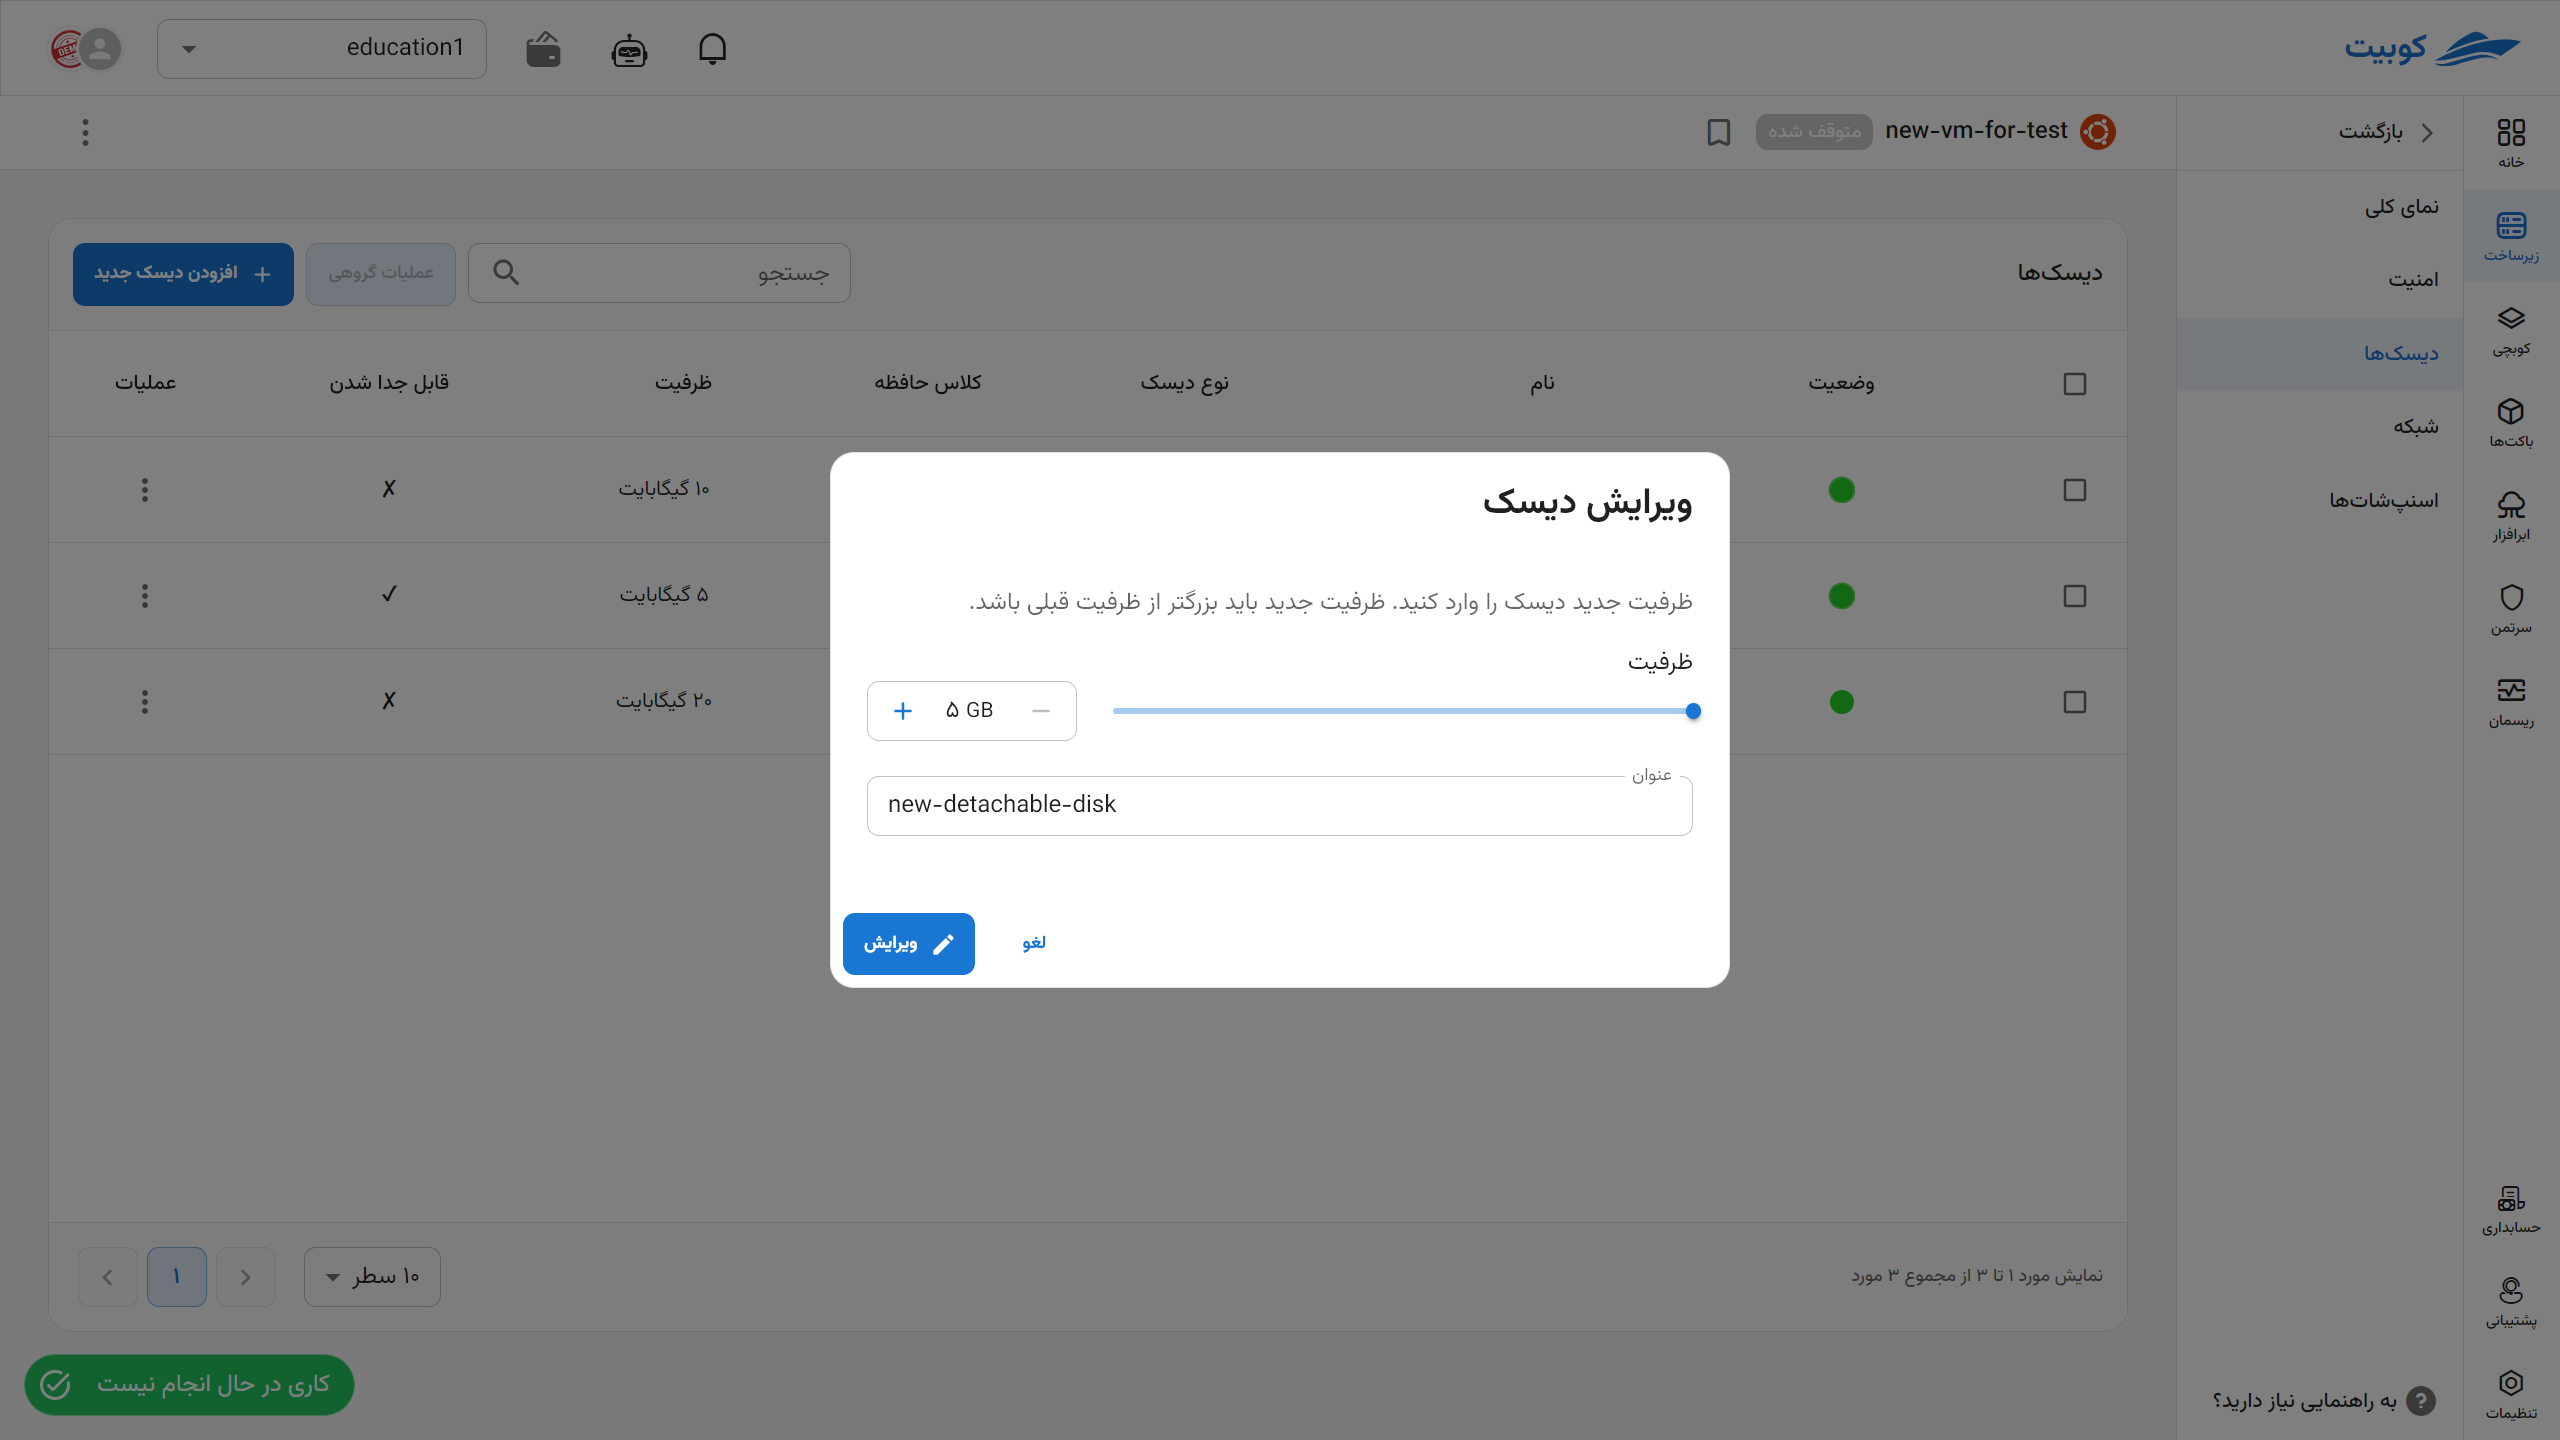 کوبیت
education1
بازگشت
new-vm-for-test
متوقف شده
خانه
زیرساخت
کوبچی
باکت‌ها
ابرافزار
سرتمن
ریسمان
حسابداری
پشتیبانی
تنظیمات
نمای کلی
امنیت
دیسک‌ها
شبکه
اسنپ‌شات‌ها
به راهنمایی نیاز دارید؟
دیسک‌ها
جستجو
عملیات گروهی
افزودن دیسک جدید
وضعیت نام نوع دیسک کلاس حافظه ظرفیت قابل جدا شدن عملیات
۱۰ گیگابایت ✗
۵ گیگابایت ✓
۲۰ گیگابایت ✗
ویرایش دیسک
ظرفیت جدید دیسک را وارد کنید. ظرفیت جدید باید بزرگتر از ظرفیت قبلی باشد.
ظرفیت
۵ GB
عنوان
new-detachable-disk
لغو
ویرایش
نمایش مورد ۱ تا ۳ از مجموع ۳ مورد
۱۰ سطر
۱
کاری در حال انجام نیست